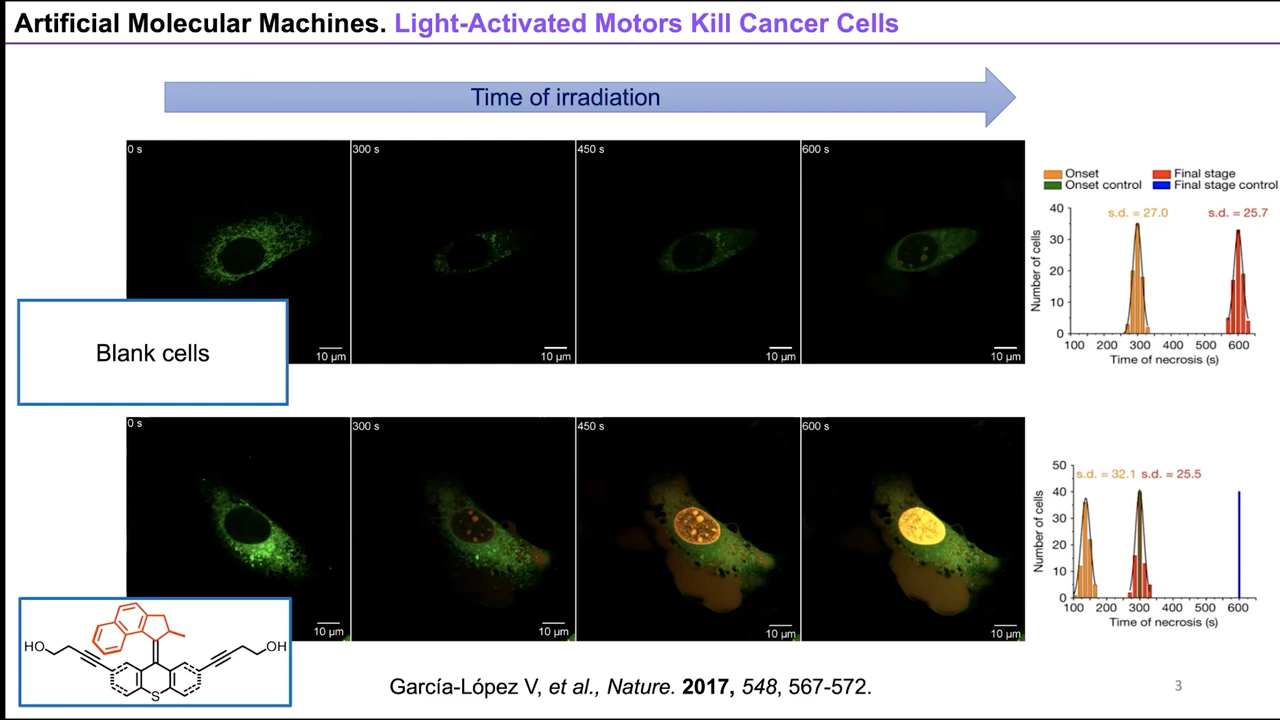 Artificial Molecular Machines. Light-Activated Motors Kill Cancer Cells
Time of irradiation
0 s
300 s
450 s
600 s
10 µm
10 µm
10 µm
10 µm
Blank cells
Onset
Final stage
Onset control
Final stage control
s.d. = 27.0
s.d. = 25.7
Number of cells
40
30
20
10
0
100 200 300 400 500 600
Time of necrosis (s)
0 s
300 s
450 s
600 s
10 µm
10 µm
10 µm
10 µm
s.d. = 32.1 s.d. = 25.5
Number of cells
50
40
30
20
10
0
100 200 300 400 500 600
Time of necrosis (s)
HO
OH
S
García-López V, et al., Nature. 2017, 548, 567-572.
3